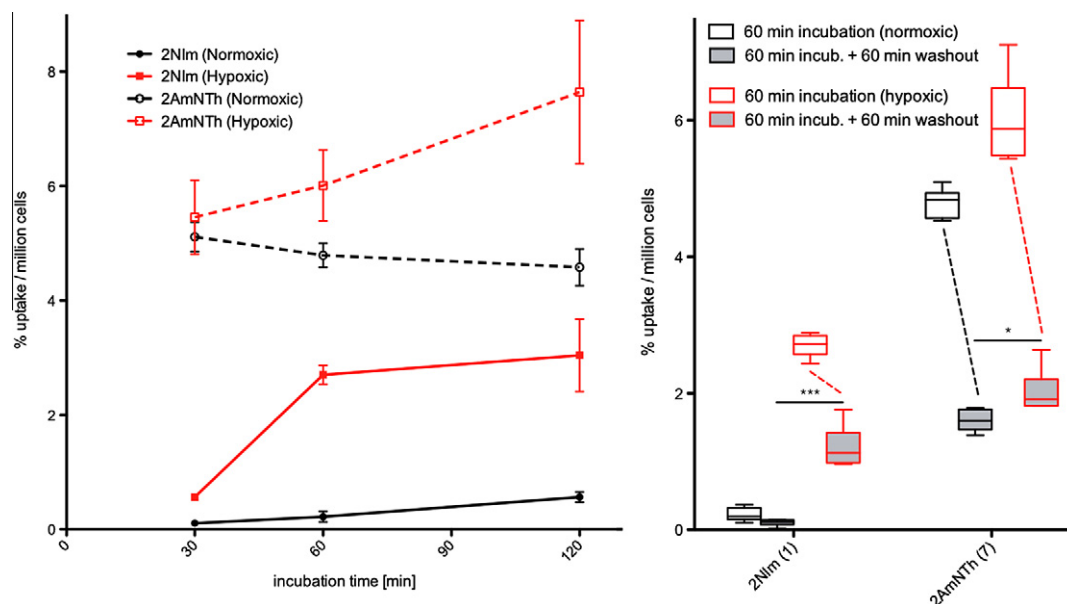 2NIm (Normoxic)
2NIm (Hypoxic)
2AmNTh (Normoxic)
2AmNTh (Hypoxic)
% uptake / million cells
8
6
4
2
0
0
30
60
90
120
incubation time [min]
60 min incubation (normoxic)
60 min incub. + 60 min washout
60 min incubation (hypoxic)
60 min incub. + 60 min washout
% uptake / million cells
6
4
2
0
***
*
2NIm (1)
2AmNTh (7)